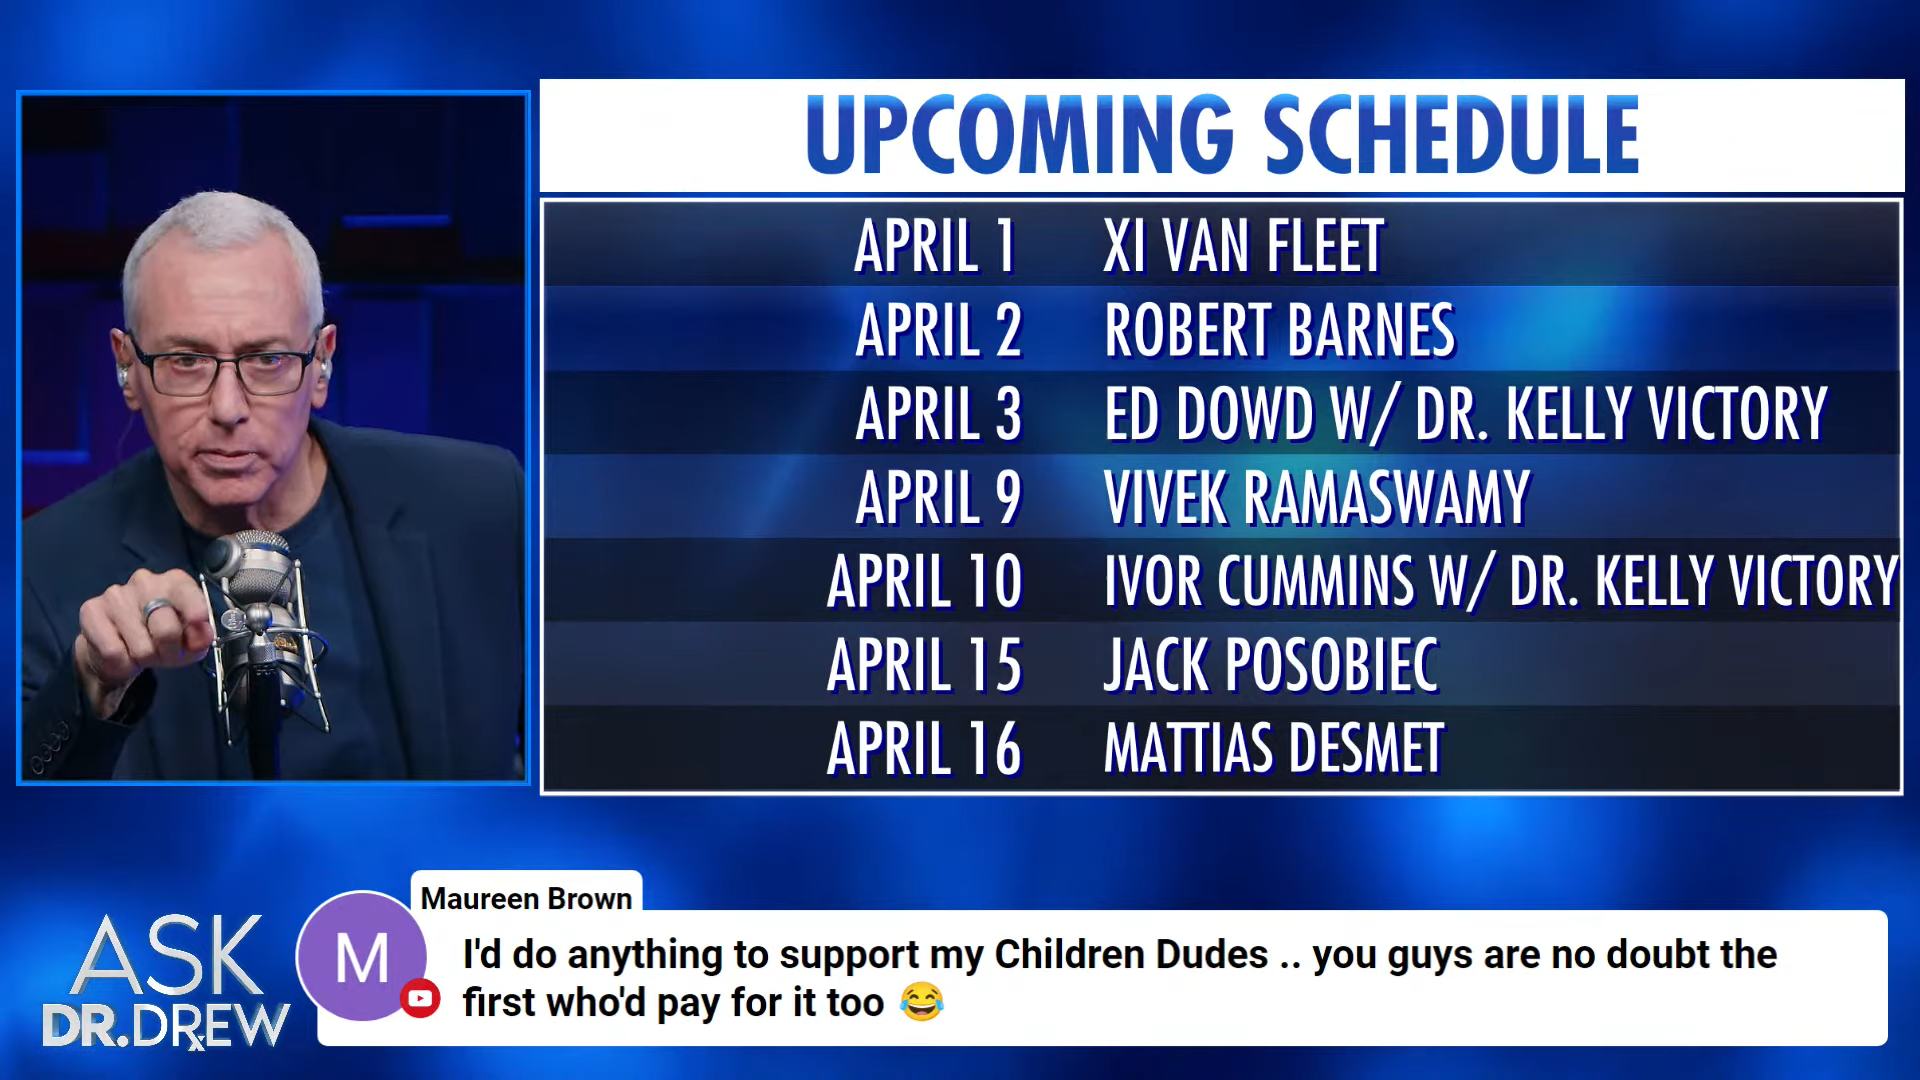 UPCOMING SCHEDULE
APRIL 1 XI VAN FLEET
APRIL 2 ROBERT BARNES
APRIL 3 ED DOWD W/ DR. KELLY VICTORY
APRIL 9 VIVEK RAMASWAMY
APRIL 10 IVOR CUMMINS W/ DR. KELLY VICTORY
APRIL 15 JACK POSOBIEC
APRIL 16 MATTIAS DESMET
Maureen Brown
M
I'd do anything to support my Children Dudes .. you guys are no doubt the
first who'd pay for it too 😂
ASK
DR.DREW